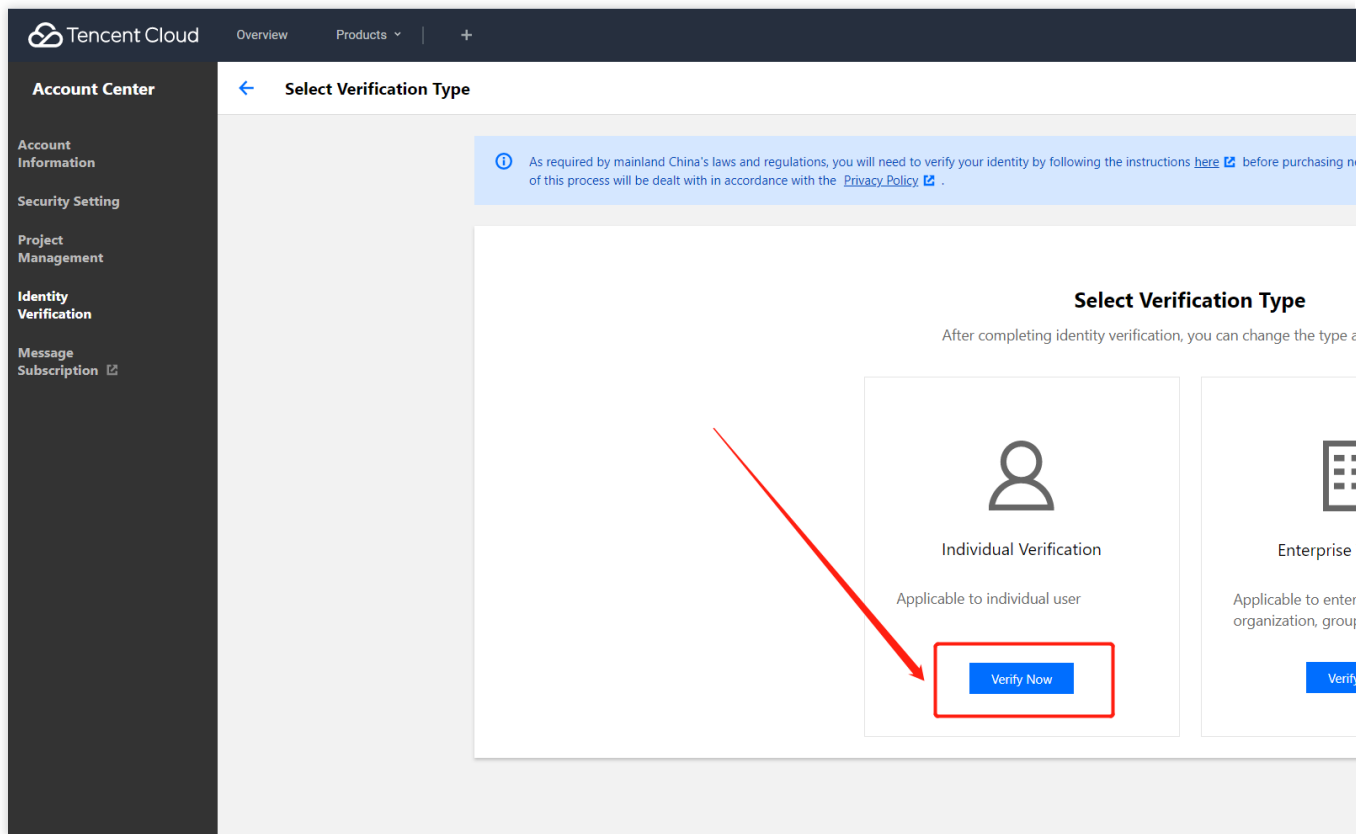 Tencent Cloud
Overview
Products
Account Center
Select Verification Type
Account
Information
Security Setting
Project
Management
Identity
Verification
Message
Subscription
As required by mainland China's laws and regulations, you will need to verify your identity by following the instructions here before purchasing
of this process will be dealt with in accordance with the Privacy Policy .
Select Verification Type
After completing identity verification, you can change the type
Individual Verification
Applicable to individual user
Verify Now
Enterprise
Applicable to
organization,
Verify